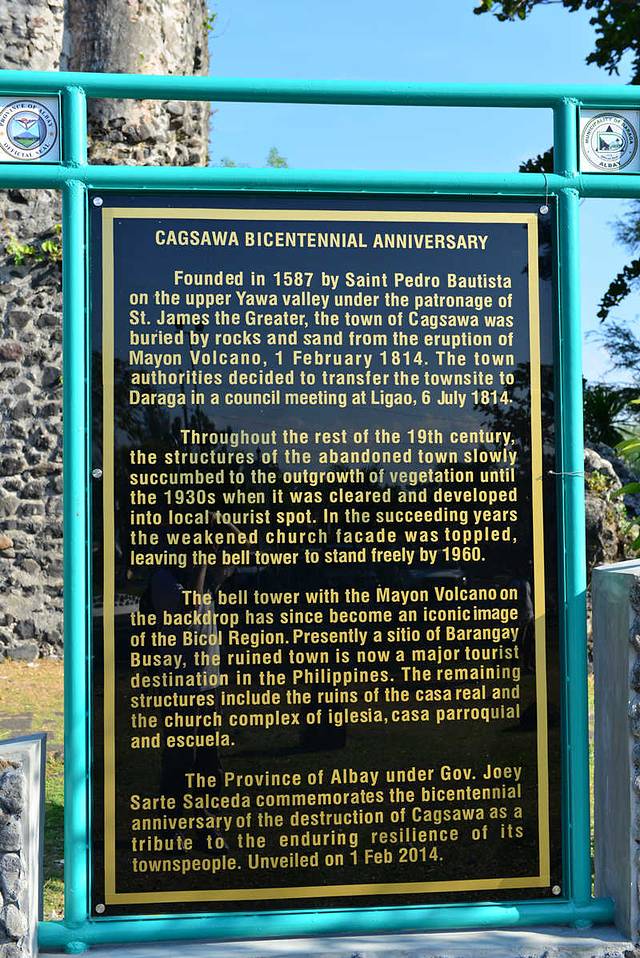 PROVINCE OF ALBAY
OFFICIAL SEAL
ALBAY
CAGSAWA BICENTENNIAL ANNIVERSARY
Founded in 1587 by Saint Pedro Bautista
on the upper Yawa valley under the patronage of
St. James the Greater, the town of Cagsawa was
buried by rocks and sand from the eruption of
Mayon Volcano, 1 February 1814. The town
authorities decided to transfer the townsite to
Daraga in a council meeting at Ligao, 6 July 1814.
Throughout the rest of the 19th century,
the structures of the abandoned town slowly
succumbed to the outgrowth of vegetation until
the 1930s when it was cleared and developed
into local tourist spot. In the succeeding years
the weakened church facade was toppled,
leaving the bell tower to stand freely by 1960.
The bell tower with the Mayon Volcano on
the backdrop has since become an iconic image
of the Bicol Region. Presently a sitio of Barangay
Busay, the ruined town is now a major tourist
destination in the Philippines. The remaining
structures include the ruins of the casa real and
the church complex of iglesia, casa parroquial
and escuela.
The Province of Albay under Gov. Joey
Sarte Salceda commemorates the bicentennial
anniversary of the destruction of Cagsawa as a
tribute to the enduring resilience of its
townspeople. Unveiled on 1 Feb 2014.